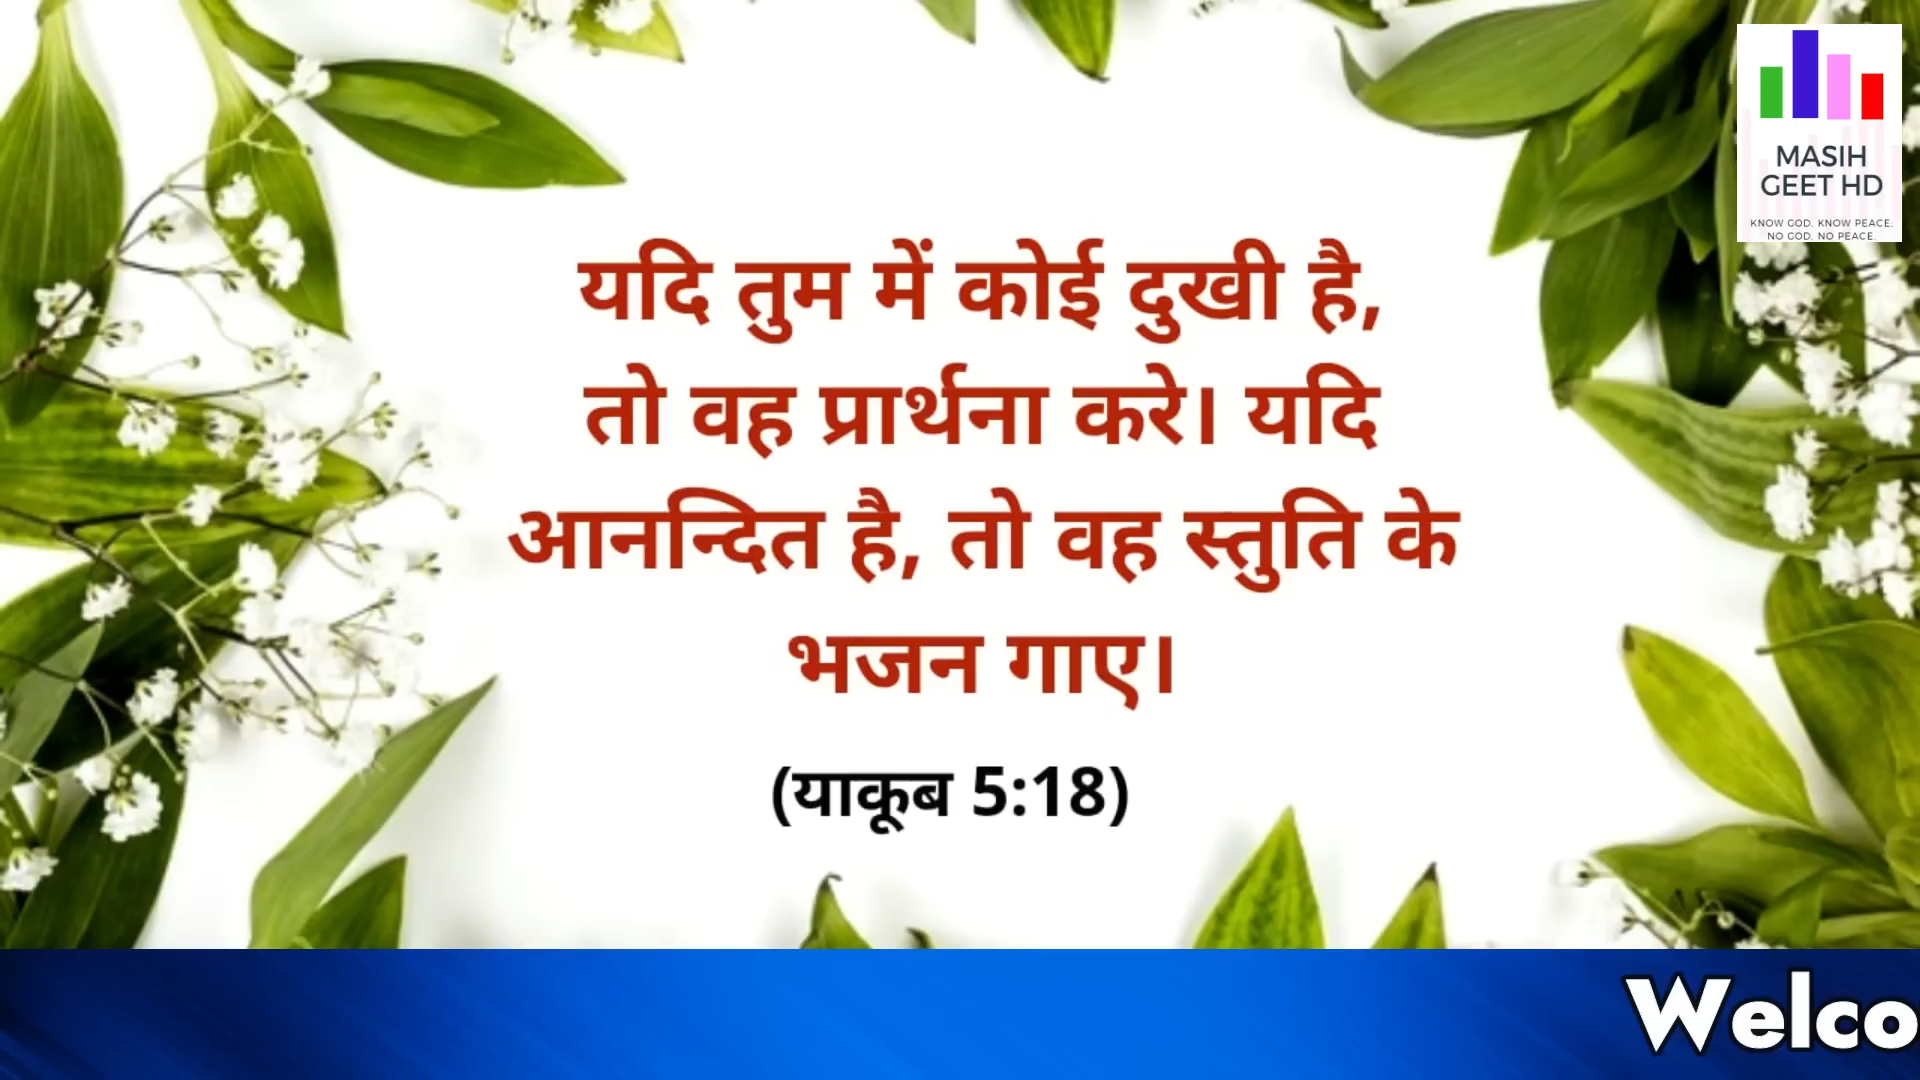 MASIH
GEET HD
KNOW GOD. KNOW PEACE.
NO GOD. NO PEACE.
यदि तुम में कोई दुखी है,
तो वह प्रार्थना करे। यदि
आनन्दित है, तो वह स्तुति के
भजन गाए।
(याकूब 5:18)
Welco